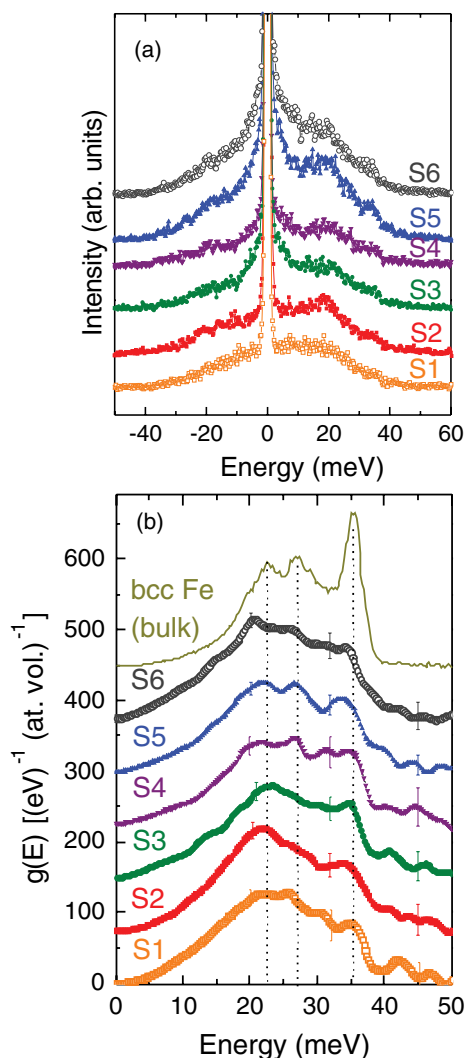 (a)
S6
S5
S4
S3
S2
S1
Intensity (arb. units)
-40 -20 0 20 40 60
Energy (meV)
(b)
600
500
400
300
200
100
0
bcc Fe
(bulk)
S6
S5
S4
S3
S2
S1
g(E) [(eV)⁻¹ (at. vol.)⁻¹]
0 10 20 30 40 50
Energy (meV)